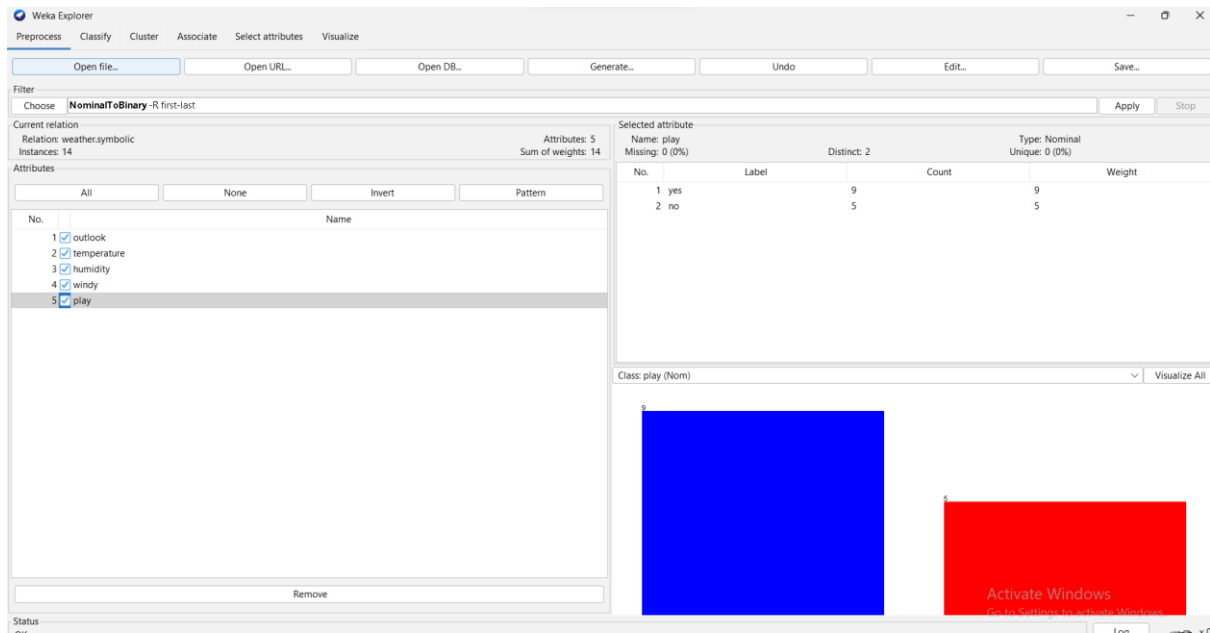 Weka Explorer
Preprocess Classify Cluster Associate Select attributes Visualize
Open file... Open URL... Open DB... Generate... Undo Edit... Save...
Filter
Choose NominalToBinary -R first-last Apply Stop
Current relation
Relation: weather.symbolic Attributes: 5
Instances: 14 Sum of weights: 14
Attributes
All None Invert Pattern
No. Name
1 outlook
2 temperature
3 humidity
4 windy
5 play
Remove
Selected attribute
Name: play Type: Nominal
Missing: 0 (0%) Distinct: 2 Unique: 0 (0%)
No. Label Count Weight
1 yes 9 9
2 no 5 5
Class: play (Nom) Visualize All
9
5
Activate Windows
Go to Settings to activate Windows.
Status
Log